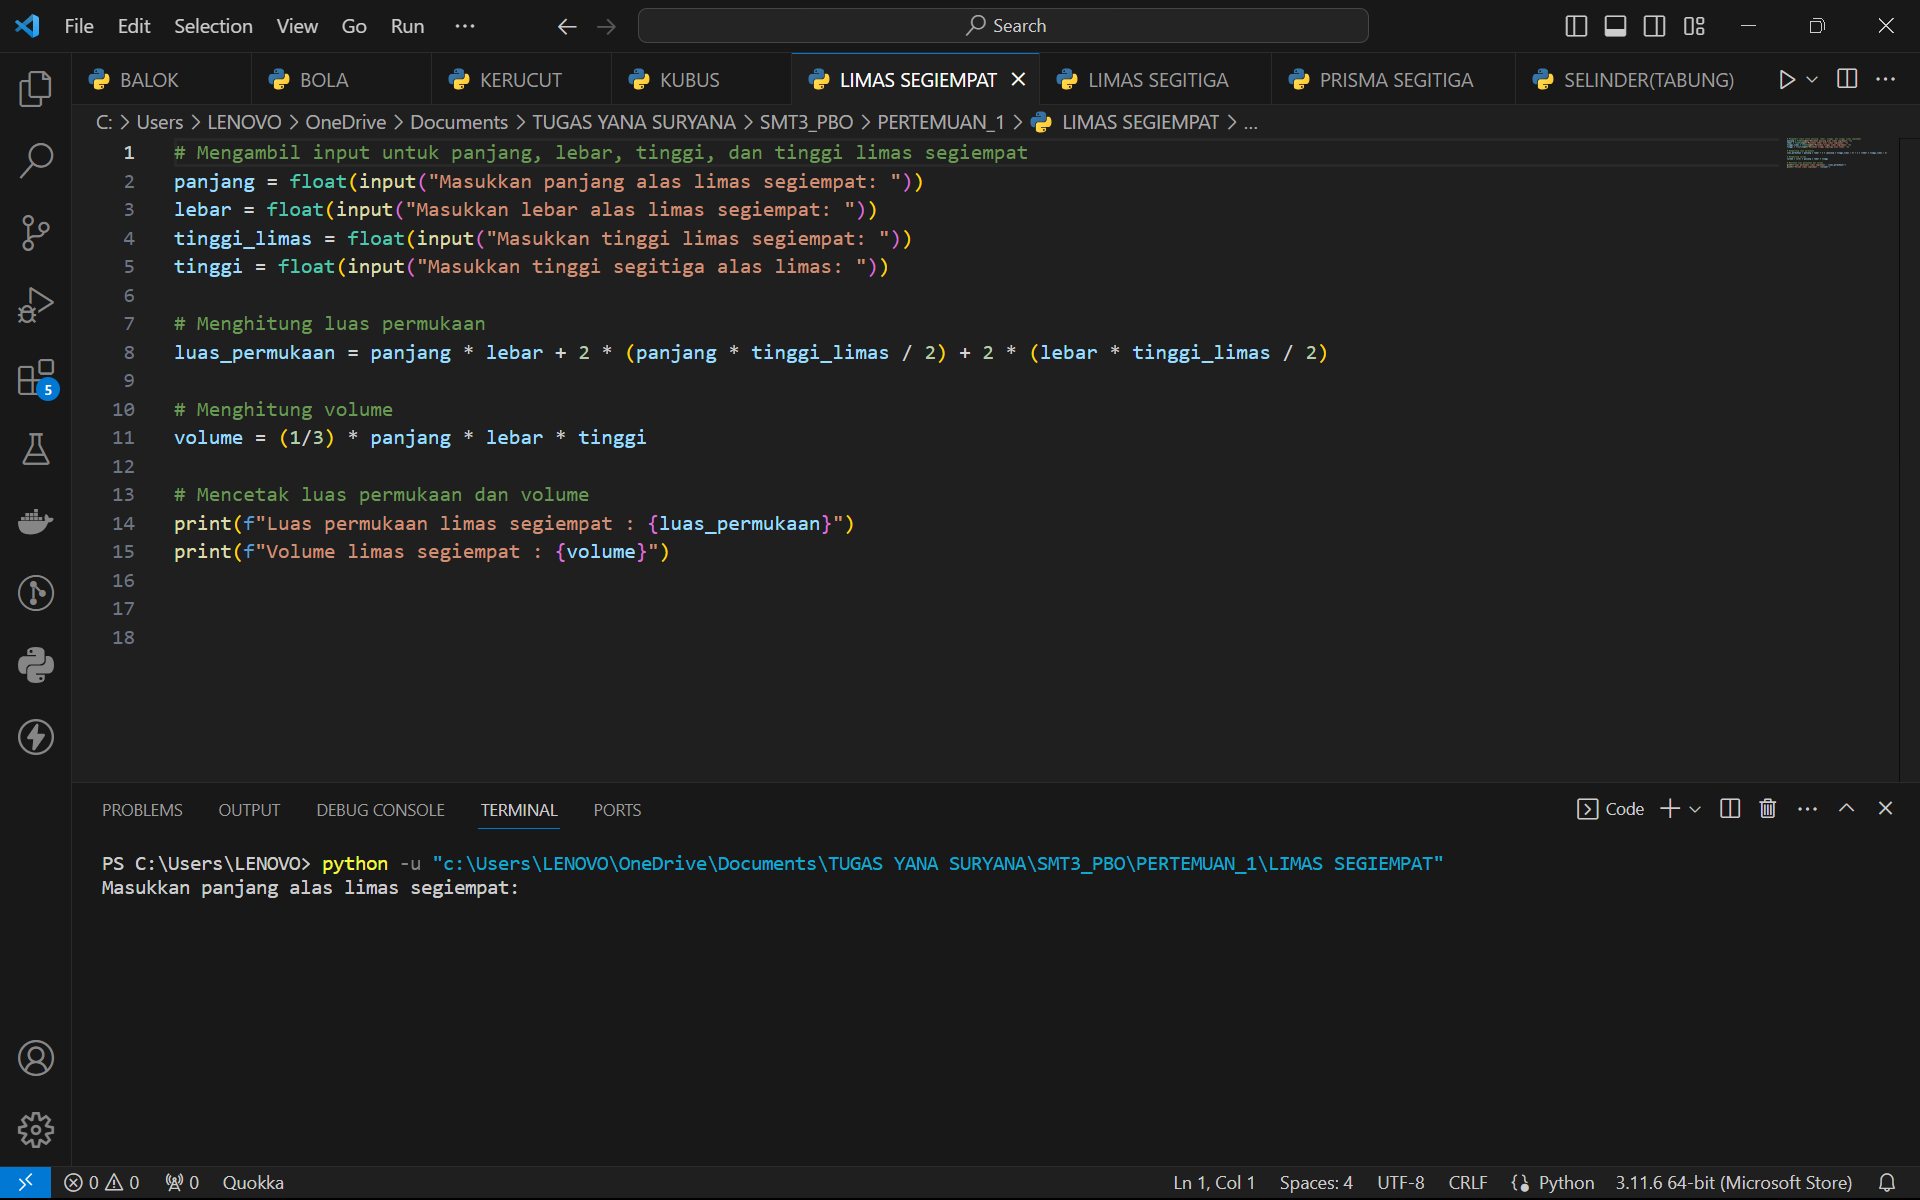 File Edit Selection View Go Run ··· Search
BALOK BOLA KERUCUT KUBUS LIMAS SEGIEMPAT LIMAS SEGITIGA PRISMA SEGITIGA SELINDER(TABUNG)
C: > Users > LENOVO > OneDrive > Documents > TUGAS YANA SURYANA > SMT3_PBO > PERTEMUAN_1 > LIMAS SEGIEMPAT > ...
1 # Mengambil input untuk panjang, lebar, tinggi, dan tinggi limas segiempat
2 panjang = float(input("Masukkan panjang alas limas segiempat: "))
3 lebar = float(input("Masukkan lebar alas limas segiempat: "))
4 tinggi_limas = float(input("Masukkan tinggi limas segiempat: "))
5 tinggi = float(input("Masukkan tinggi segitiga alas limas: "))
6
7 # Menghitung luas permukaan
8 luas_permukaan = panjang * lebar + 2 * (panjang * tinggi_limas / 2) + 2 * (lebar * tinggi_limas / 2)
9
10 # Menghitung volume
11 volume = (1/3) * panjang * lebar * tinggi
12
13 # Mencetak luas permukaan dan volume
14 print(f"Luas permukaan limas segiempat : {luas_permukaan}")
15 print(f"Volume limas segiempat : {volume}")
16
17
18
5
PROBLEMS OUTPUT DEBUG CONSOLE TERMINAL PORTS Code
PS C:\Users\LENOVO> python -u "c:\Users\LENOVO\OneDrive\Documents\TUGAS YANA SURYANA\SMT3_PBO\PERTEMUAN_1\LIMAS SEGIEMPAT"
Masukkan panjang alas limas segiempat:
0 0 0 Quokka Ln 1, Col 1 Spaces: 4 UTF-8 CRLF Python 3.11.6 64-bit (Microsoft Store)